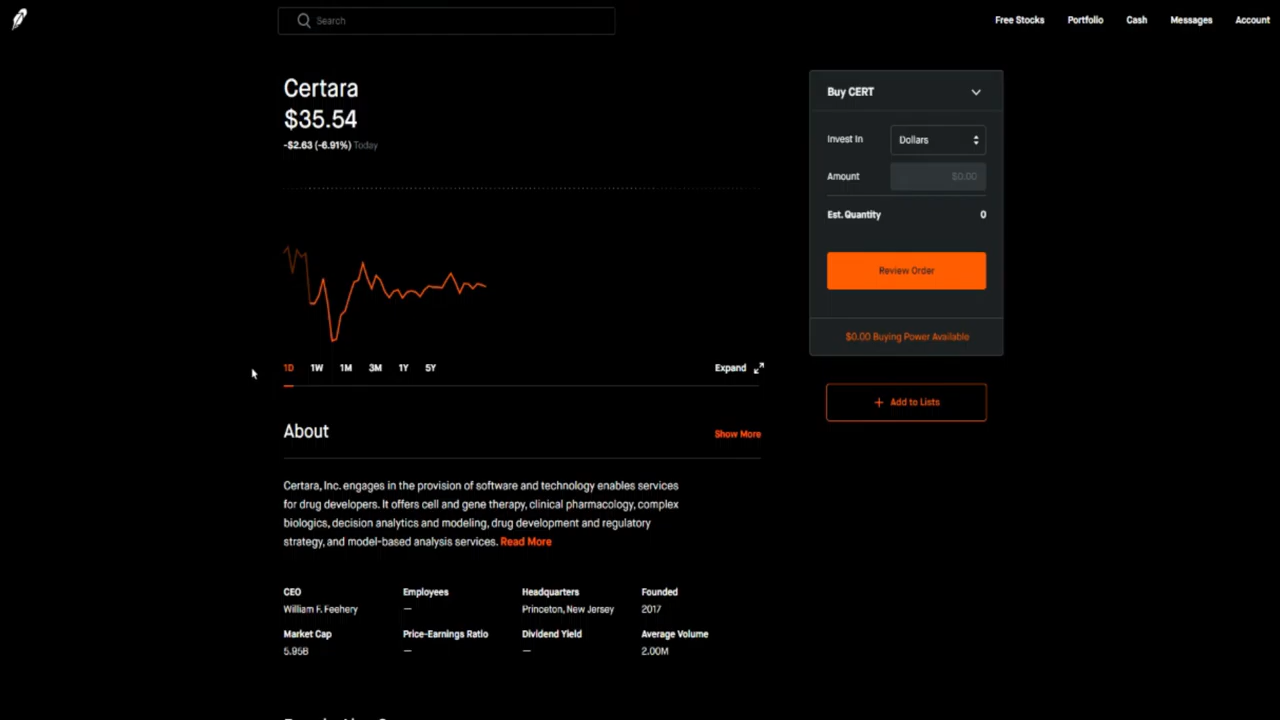 Search
Free Stocks Portfolio Cash Messages Account
Certara
$35.54
-$2.63 (-6.91%) Today
1D 1W 1M 3M 1Y 5Y Expand
Buy CERT
Invest In Dollars
Amount $0.00
Est. Quantity 0
Review Order
$0.00 Buying Power Available
+ Add to Lists
About Show More
Certara, Inc. engages in the provision of software and technology enables services
for drug developers. It offers cell and gene therapy, clinical pharmacology, complex
biologics, decision analytics and modeling, drug development and regulatory
strategy, and model-based analysis services. Read More
CEO Employees Headquarters Founded
William F. Feehery — Princeton, New Jersey 2017
Market Cap Price-Earnings Ratio Dividend Yield Average Volume
5.95B — — 2.00M